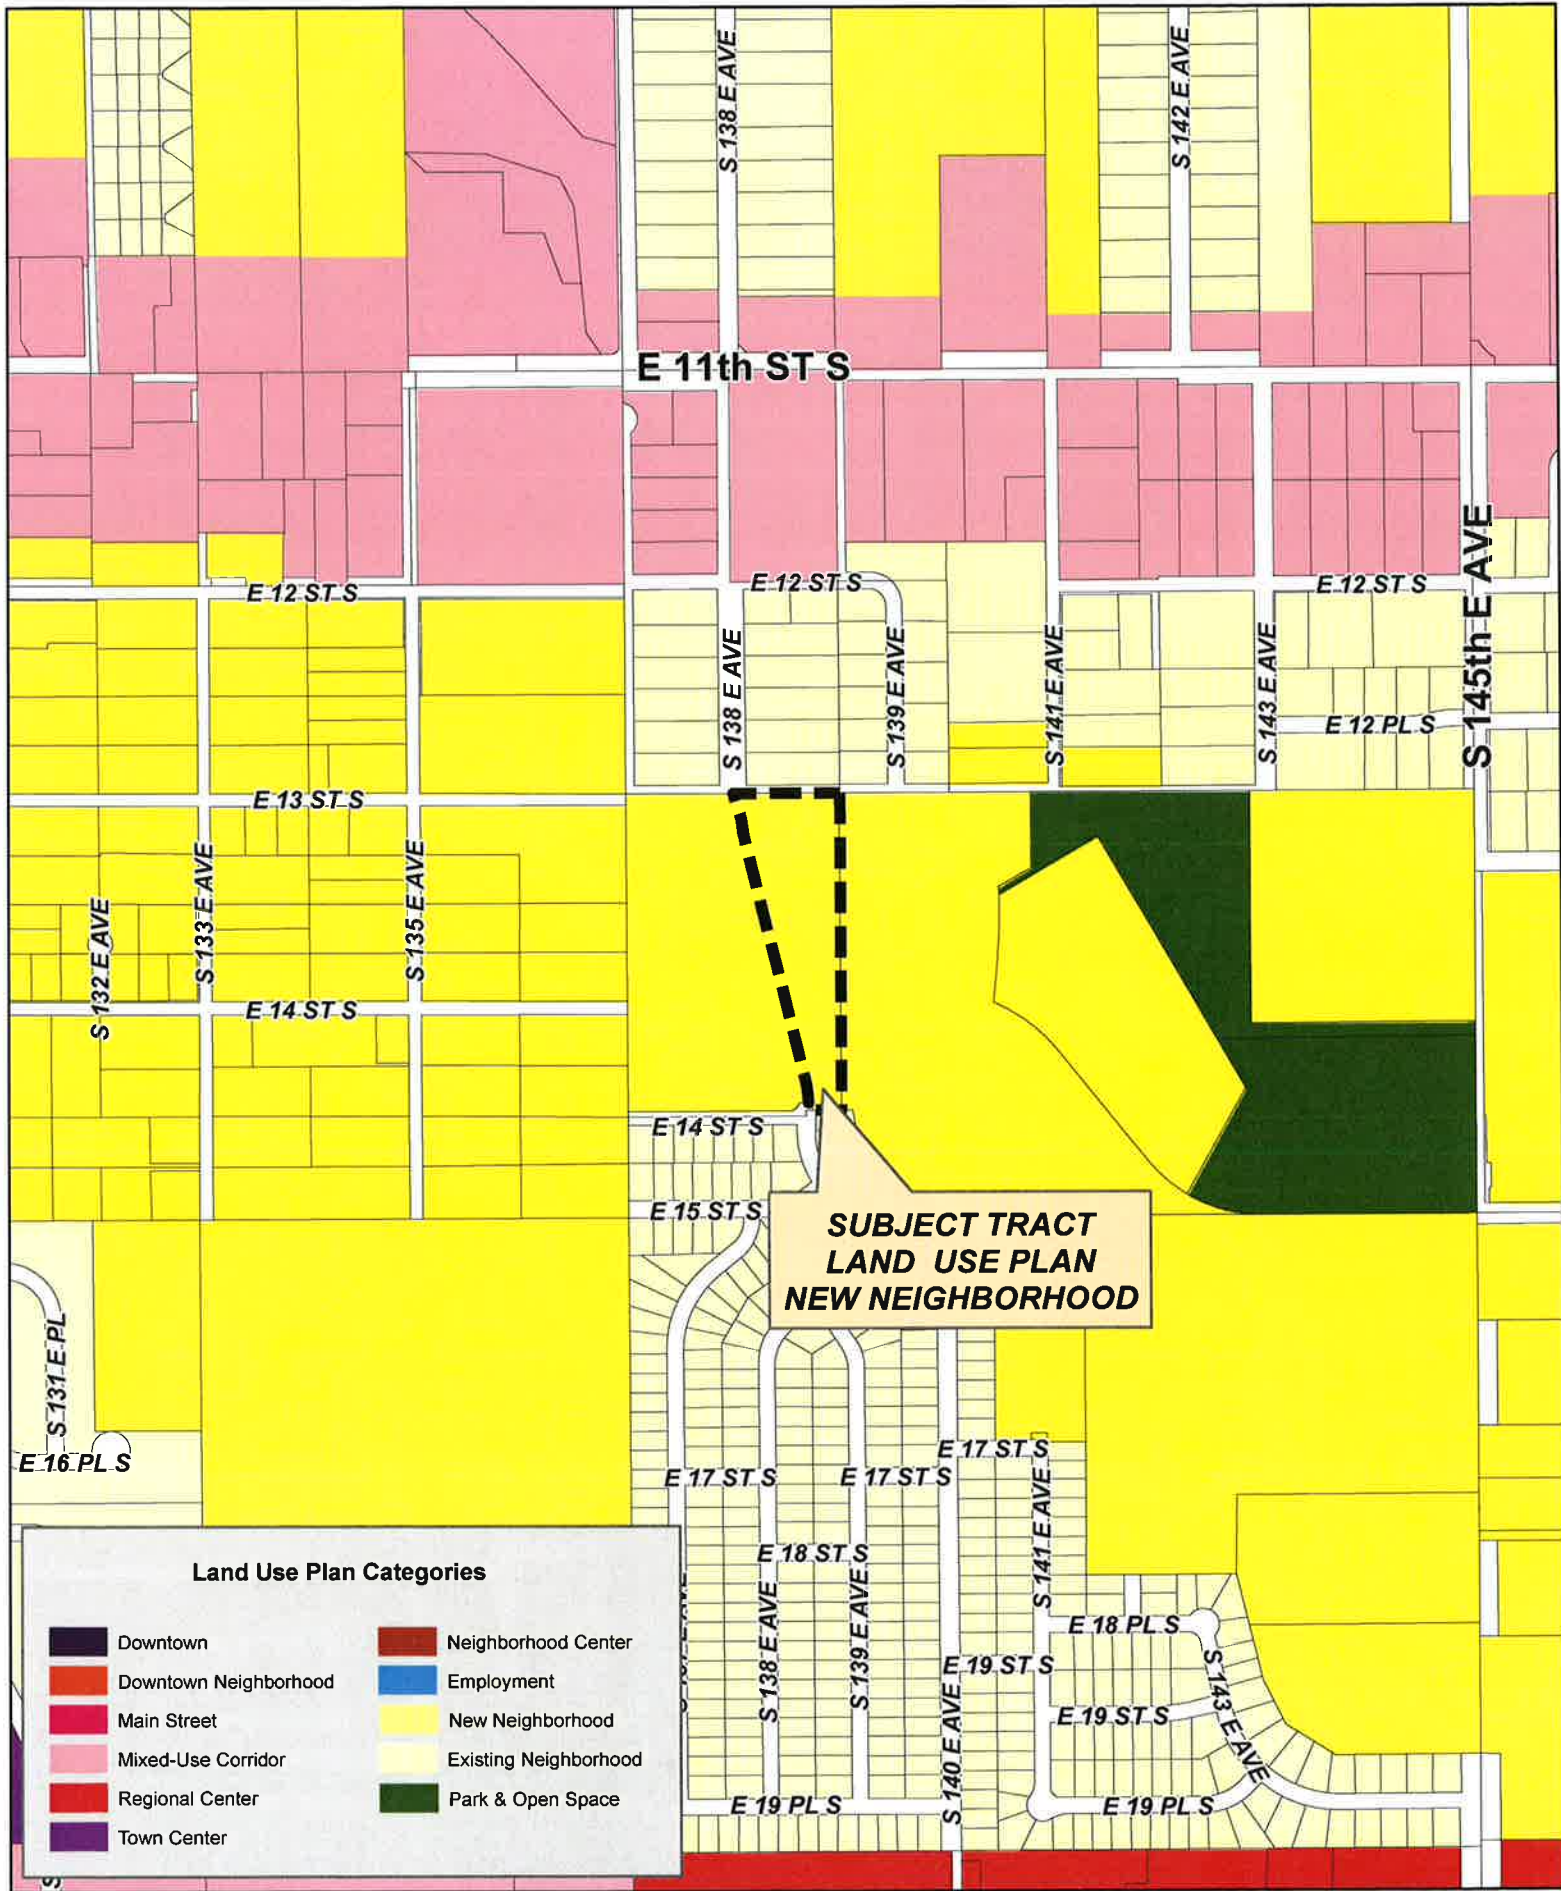 S 138 E AVE
S 142 E AVE
E 11th ST S
E 12 ST S
E 12 ST S
E 12 ST S
S 145th E AVE
S 138 E AVE
S 139 E AVE
S 141 E AVE
S 143 E AVE
E 12 PL S
E 13 ST S
S 132 E AVE
S 133 E AVE
S 135 E AVE
E 14 ST S
E 14 ST S
E 15 ST S
SUBJECT TRACT
LAND USE PLAN
NEW NEIGHBORHOOD
S 131 E PL
E 16 PL S
E 17 ST S
E 17 ST S
E 17 ST S
S 141 E AVE
E 18 ST S
S 138 E AVE
S 139 E AVE
E 18 PL S
E 19 ST S
S 143 E AVE
E 19 ST S
S 140 E AVE
E 19 PL S
E 19 PL S
Land Use Plan Categories
Downtown
Downtown Neighborhood
Main Street
Mixed-Use Corridor
Regional Center
Town Center
Neighborhood Center
Employment
New Neighborhood
Existing Neighborhood
Park & Open Space
S